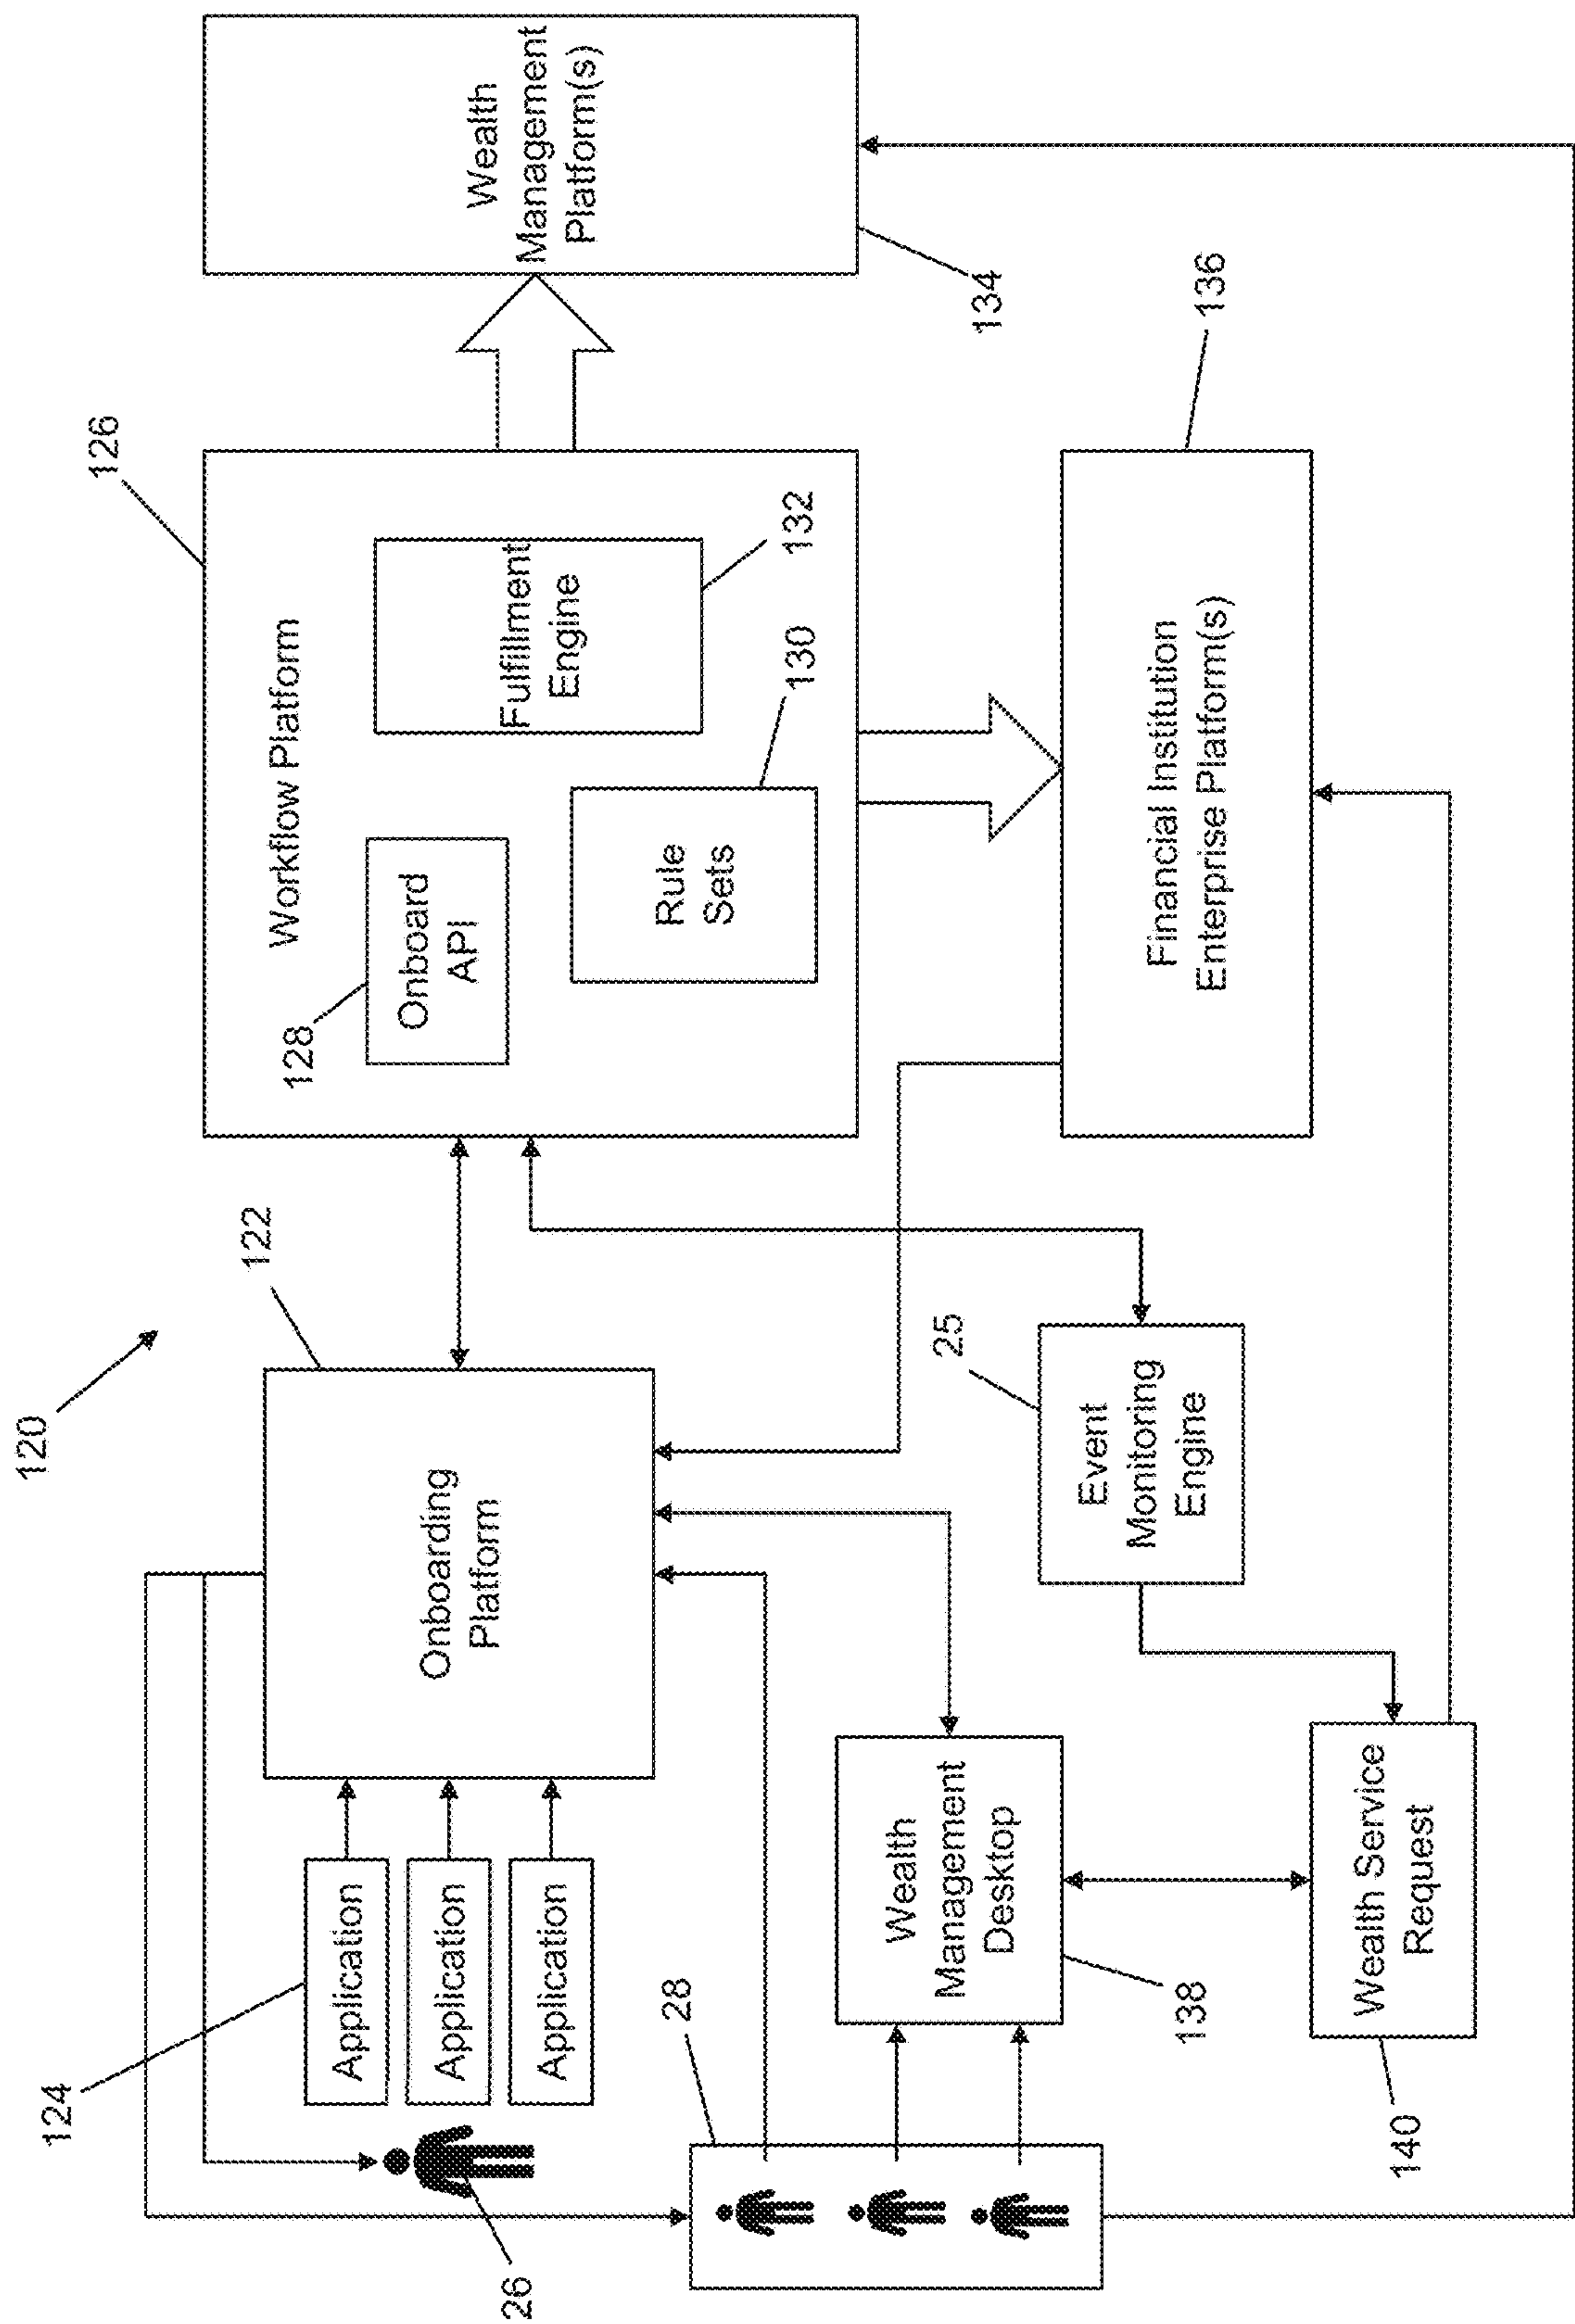 120
124
Application
Application
Application
26
28
122
Onboarding
Platform
126
Workflow Platform
128
Onboard
API
Rule
Sets
130
Fulfillment
Engine
132
Wealth
Management
Platform(s)
134
Wealth
Management
Desktop
138
25
Event
Monitoring
Engine
Financial Institution
Enterprise Platform(s)
136
Wealth Service
Request
140